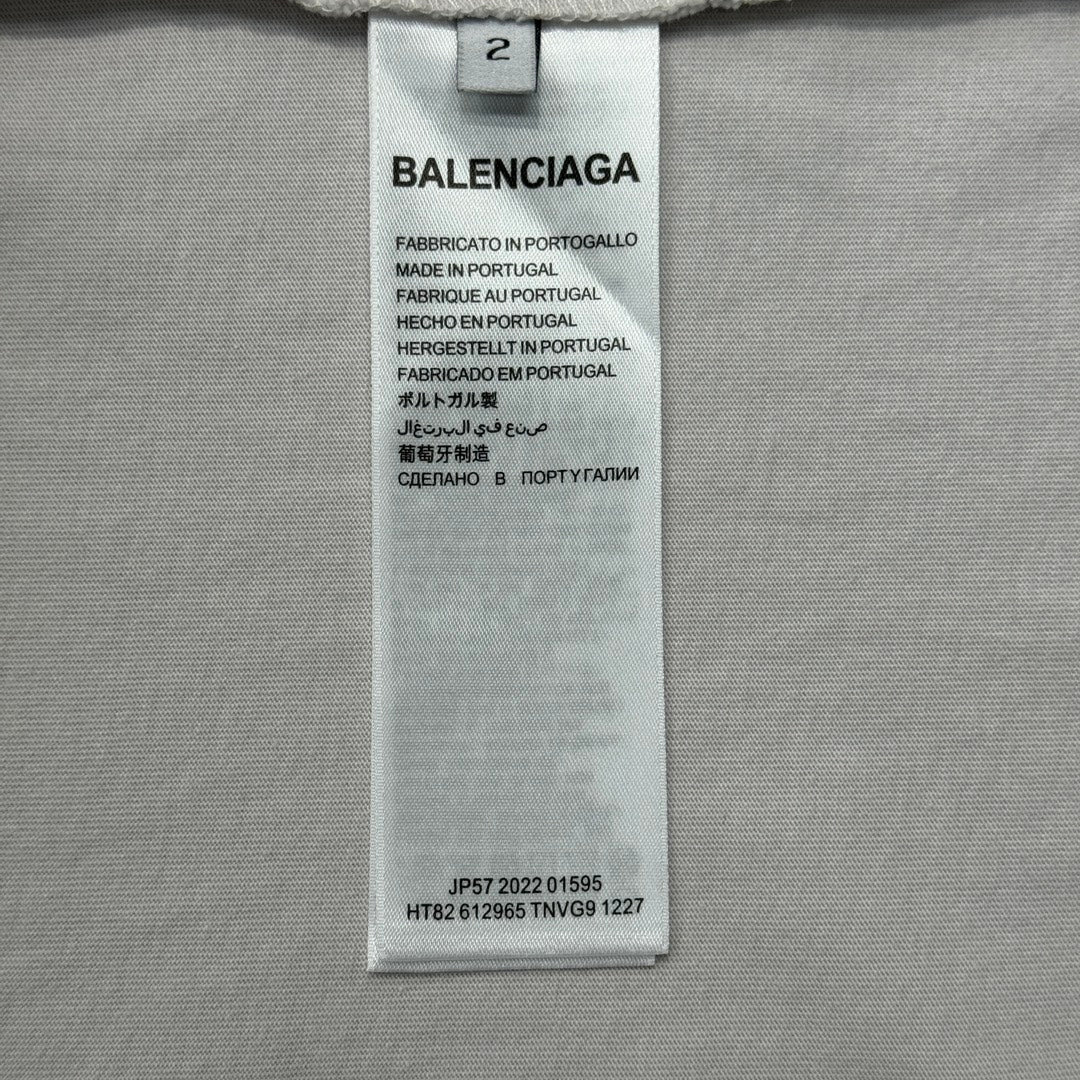 2
BALENCIAGA
FABBRICATO IN PORTOGALLO
MADE IN PORTUGAL
FABRIQUE AU PORTUGAL
HECHO EN PORTUGAL
HERGESTELLT IN PORTUGAL
FABRICADO EM PORTUGAL
ポルトガル製
صنع في البرتغال
葡萄牙制造
СДЕЛАНО В ПОРТYГАЛИИ
JP57 2022 01595
HT82 612965 TNVG9 1227